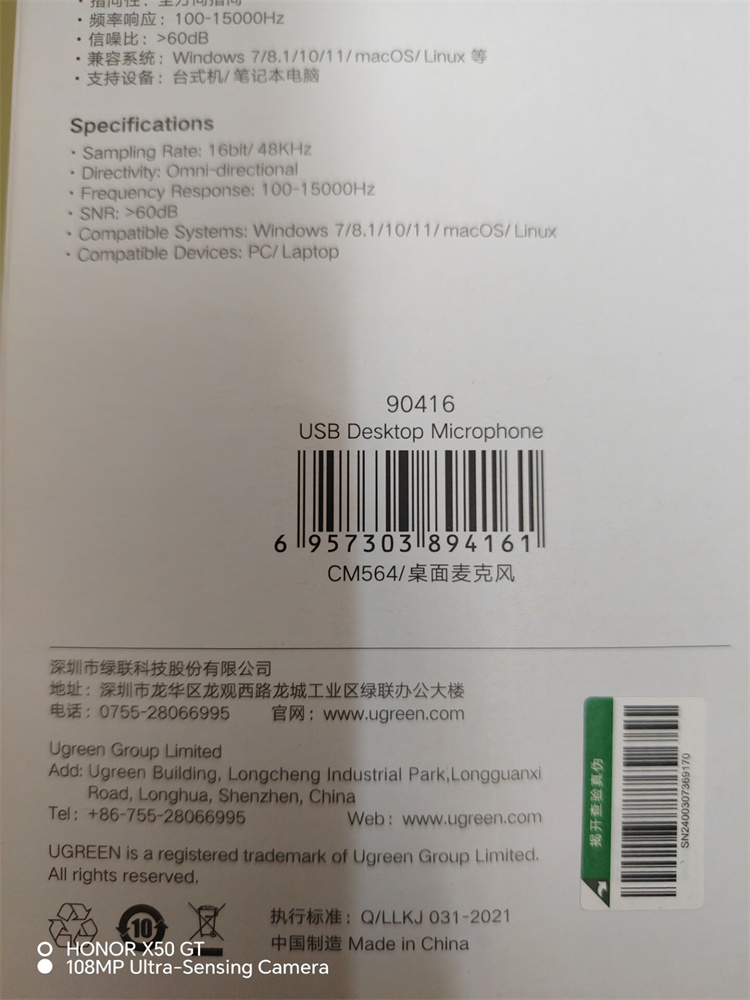 · 指向性：全方向指向
· 频率响应：100-15000Hz
· 信噪比：>60dB
· 兼容系统：Windows 7/8.1/10/11/macOS/Linux 等
· 支持设备：台式机/笔记本电脑
Specifications
· Sampling Rate: 16bit/ 48KHz
· Directivity: Omni-directional
· Frequency Response: 100-15000Hz
· SNR: >60dB
· Compatible Systems: Windows 7/8.1/10/11/macOS/Linux
· Compatible Devices: PC/Laptop
90416
USB Desktop Microphone
6 957303 894161
CM564/桌面麦克风
深圳市绿联科技股份有限公司
地址：深圳市龙华区龙观西路龙城工业区绿联办公大楼
电话：0755-28066995 官网：www.ugreen.com
Ugreen Group Limited
Add: Ugreen Building, Longcheng Industrial Park,Longguanxi
Road, Longhua, Shenzhen, China
Tel: +86-755-28066995 Web: www.ugreen.com
UGREEN is a registered trademark of Ugreen Group Limited.
All rights reserved.
揭开查验真伪
SN2400307369170
10
执行标准：Q/LLKJ 031-2021
中国制造 Made in China
HONOR X50 GT
108MP Ultra-Sensing Camera